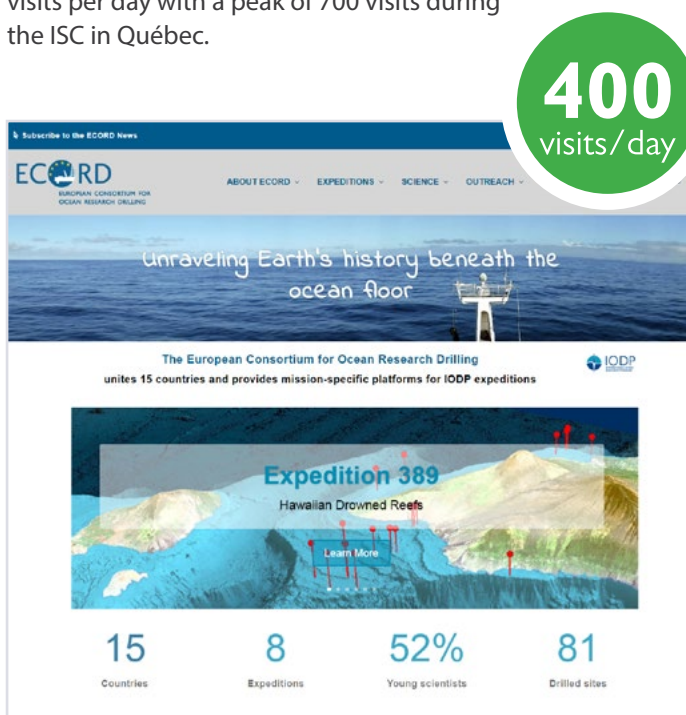 visits per day with a peak of 700 visits during
the ISC in Québec.
400
visits/day
Subscribe to the ECORD News
ECORD
EUROPEAN CONSORTIUM FOR
OCEAN RESEARCH DRILLING
ABOUT ECORD
EXPEDITIONS
SCIENCE
OUTREACH
Unraveling Earth's history beneath the
ocean floor
The European Consortium for Ocean Research Drilling
IODP
unites 15 countries and provides mission-specific platforms for IODP expeditions
Expedition 389
Hawaiian Drowned Reefs
Learn More
15
8
52%
81
Countries
Expeditions
Young scientists
Drilled sites